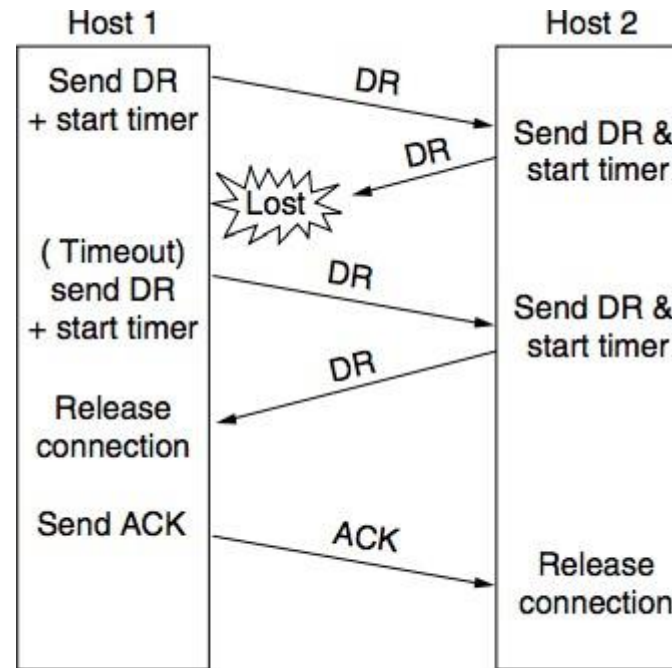 Host 1
Host 2
Send DR
+ start timer
DR
Send DR &
start timer
DR
Lost
( Timeout)
send DR
+ start timer
DR
Send DR &
start timer
DR
Release
connection
Send ACK
ACK
Release
connection